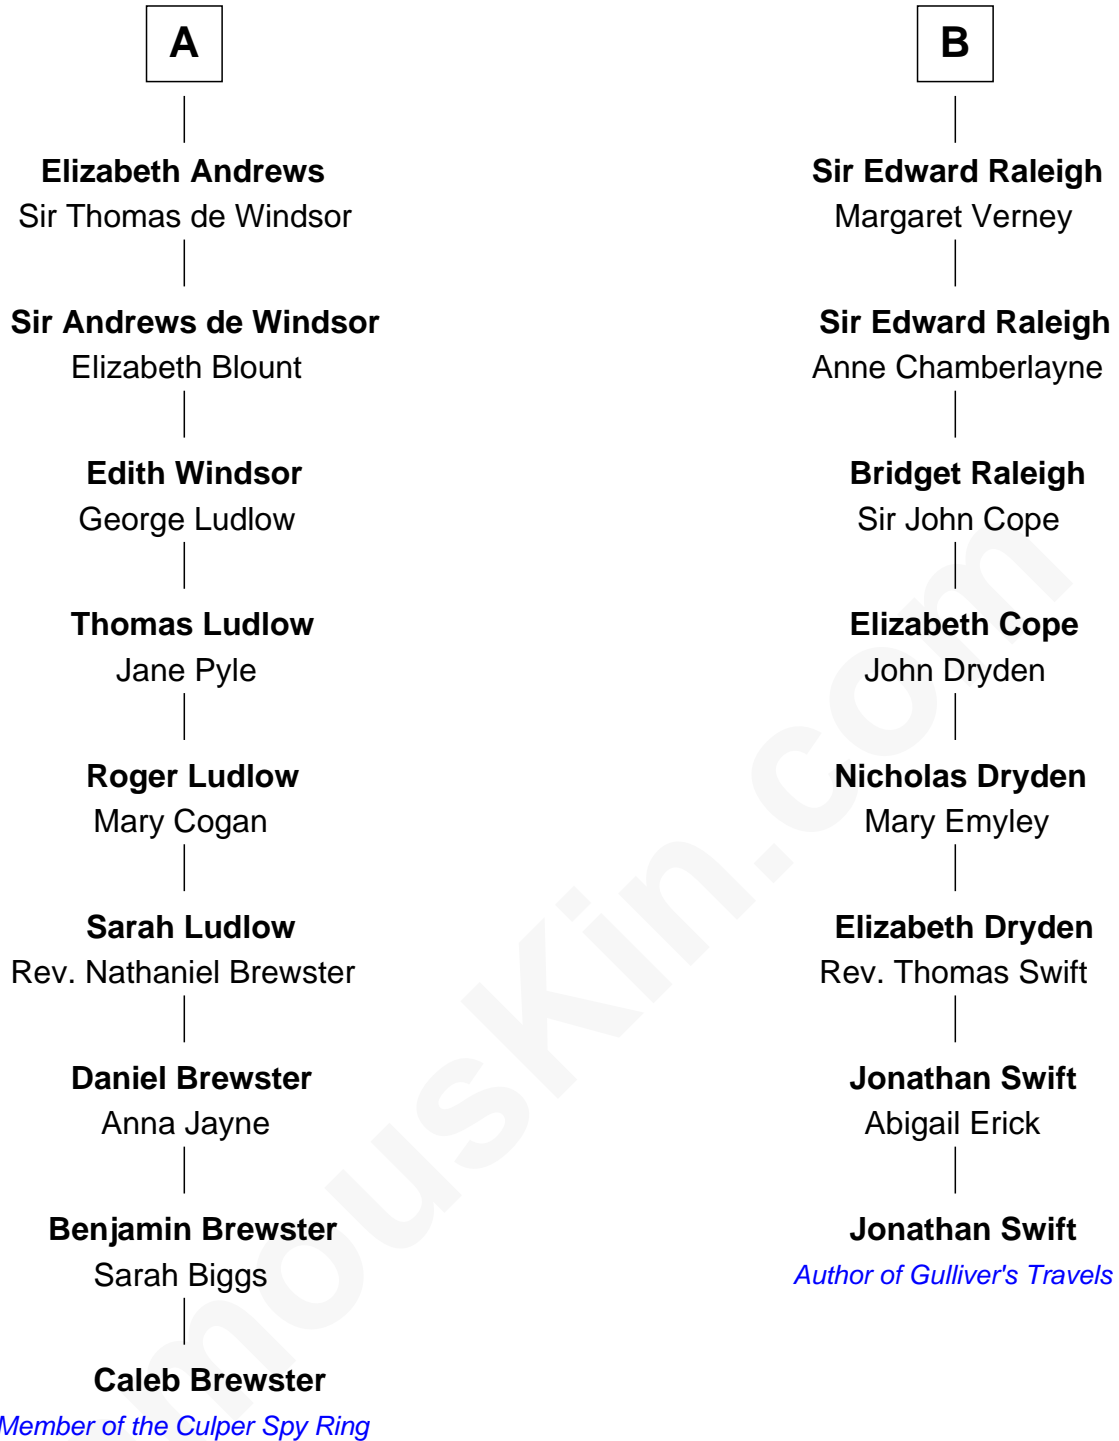 A
Elizabeth Andrews
Sir Thomas de Windsor
Sir Andrews de Windsor
Elizabeth Blount
Edith Windsor
George Ludlow
Thomas Ludlow
Jane Pyle
Roger Ludlow
Mary Cogan
Sarah Ludlow
Rev. Nathaniel Brewster
Daniel Brewster
Anna Jayne
Benjamin Brewster
Sarah Biggs
Caleb Brewster
Member of the Culper Spy Ring
B
Sir Edward Raleigh
Margaret Verney
Sir Edward Raleigh
Anne Chamberlayne
Bridget Raleigh
Sir John Cope
Elizabeth Cope
John Dryden
Nicholas Dryden
Mary Emyley
Elizabeth Dryden
Rev. Thomas Swift
Jonathan Swift
Abigail Erick
Jonathan Swift
Author of Gulliver's Travels
mousKin.com